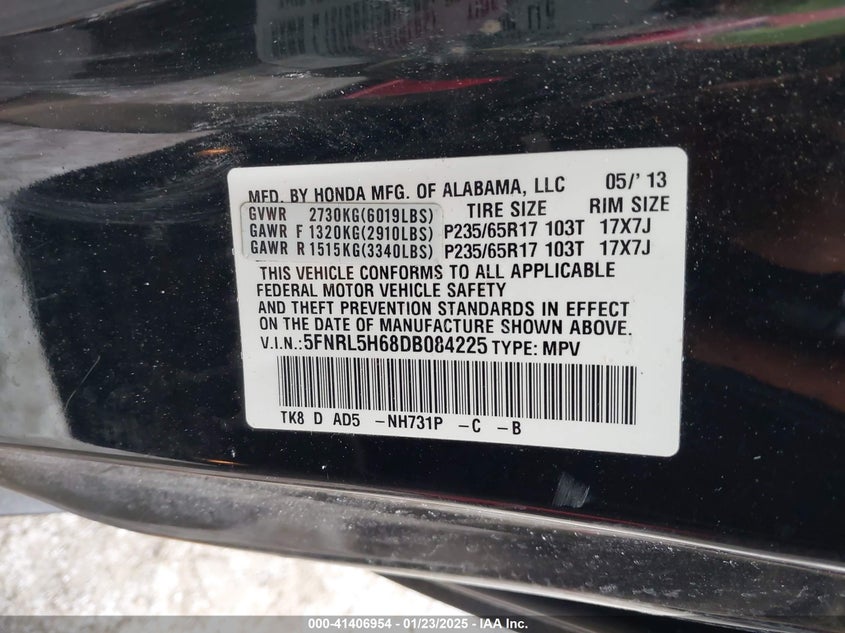 MFD. BY HONDA MFG. OF ALABAMA, LLC 05/'13
GVWR 2730KG(6019LBS) TIRE SIZE RIM SIZE
GAWR F 1320KG(2910LBS) P235/65R17 103T 17X7J
GAWR R 1515KG(3340LBS) P235/65R17 103T 17X7J
THIS VEHICLE CONFORMS TO ALL APPLICABLE
FEDERAL MOTOR VEHICLE SAFETY
AND THEFT PREVENTION STANDARDS IN EFFECT
ON THE DATE OF MANUFACTURE SHOWN ABOVE.
V.I.N.:5FNRL5H68DB084225 TYPE: MPV
TK8 D AD5 -NH731P -C -B
000-41406954 - 01/23/2025 - IAA Inc.